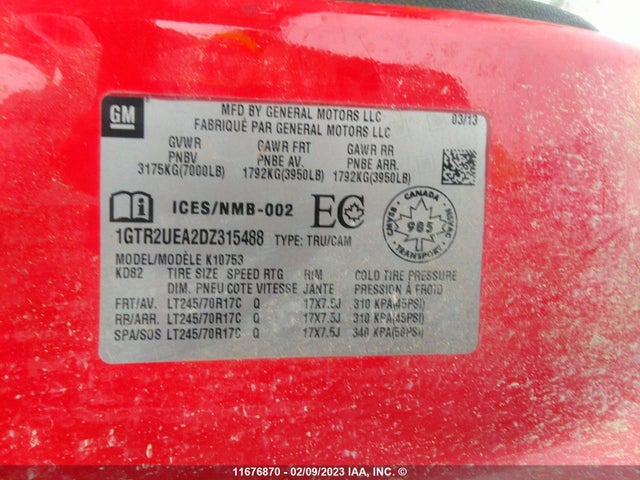 GM
MFD BY GENERAL MOTORS LLC 03/13
FABRIQUÉ PAR GENERAL MOTORS LLC
GVWR GAWR FRT GAWR RR
PNBV PNBE AV. PNBE ARR.
3175KG(7000LB) 1792KG(3950LB) 1792KG(3950LB)
ICES/NMB-002 EC
CANADA
985
TRANSPORT
1GTR2UEA2DZ315488 TYPE: TRU/CAM
MODEL/MODÈLE K10753
KD82 TIRE SIZE SPEED RTG RIM COLD TIRE PRESSURE
DIM. PNEU COTE VITESSE JANTE PRESSION À FROID
FRT/AV. LT245/70R17C Q 17X7.5J 310 KPA(45PSI)
RR/ARR. LT245/70R17C Q 17X7.5J 310 KPA(45PSI)
SPA/SOS LT245/70R17C Q 17X7.5J 340 KPA(50PSI)
11676870 - 02/09/2023 IAA, INC. ©